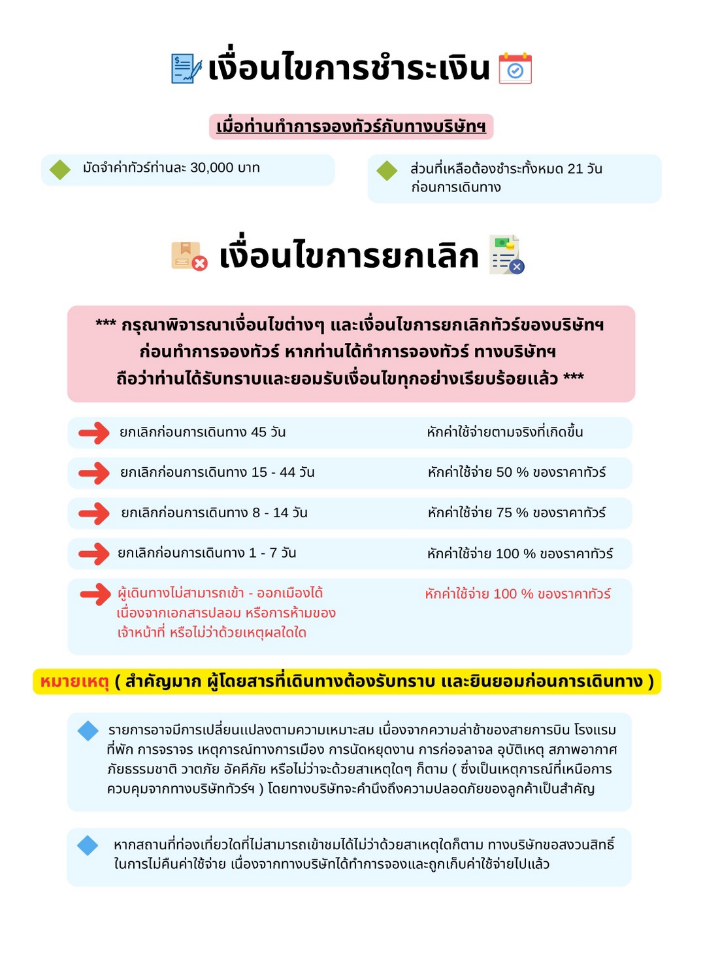 เงื่อนไขการชำระเงิน
เมื่อท่านทำการจองทัวร์กับทางบริษัทฯ
มัดจำค่าทัวร์ท่านละ 30,000 บาท
ส่วนที่เหลือต้องชำระทั้งหมด 21 วัน
ก่อนการเดินทาง
เงื่อนไขการยกเลิก
*** กรุณาพิจารณาเงื่อนไขต่างๆ และเงื่อนไขการยกเลิกทัวร์ของบริษัทฯ
ก่อนทำการจองทัวร์ หากท่านได้ทำการจองทัวร์ ทางบริษัทฯ
ถือว่าท่านได้รับทราบและยอมรับเงื่อนไขทุกอย่างเรียบร้อยแล้ว ***
ยกเลิกก่อนการเดินทาง 45 วัน หักค่าใช้จ่ายตามจริงที่เกิดขึ้น
ยกเลิกก่อนการเดินทาง 15 - 44 วัน หักค่าใช้จ่าย 50 % ของราคาทัวร์
ยกเลิกก่อนการเดินทาง 8 - 14 วัน หักค่าใช้จ่าย 75 % ของราคาทัวร์
ยกเลิกก่อนการเดินทาง 1 - 7 วัน หักค่าใช้จ่าย 100 % ของราคาทัวร์
ผู้เดินทางไม่สามารถเข้า - ออกเมืองได้ หักค่าใช้จ่าย 100 % ของราคาทัวร์
เนื่องจากเอกสารปลอม หรือการห้ามของ
เจ้าหน้าที่ หรือไม่ว่าด้วยเหตุผลใดใด
หมายเหตุ ( สำคัญมาก ผู้โดยสารที่เดินทางต้องรับทราบ และยินยอมก่อนการเดินทาง )
รายการอาจมีการเปลี่ยนแปลงตามความเหมาะสม เนื่องจากความล่าช้าของสายการบิน โรงแรม
ที่พัก การจราจร เหตุการณ์ทางการเมือง การนัดหยุดงาน การก่อจลาจล อุบัติเหตุ สภาพอากาศ
ภัยธรรมชาติ วาตภัย อัคคีภัย หรือไม่ว่าจะด้วยสาเหตุใดๆ ก็ตาม ( ซึ่งเป็นเหตุการณ์ที่เหนือการ
ควบคุมจากทางบริษัททัวร์ฯ ) โดยทางบริษัทจะคำนึงถึงความปลอดภัยของลูกค้าเป็นสำคัญ
หากสถานที่ท่องเที่ยวใดที่ไม่สามารถเข้าชมได้ไม่ว่าด้วยสาเหตุใดก็ตาม ทางบริษัทขอสงวนสิทธิ์
ในการไม่คืนค่าใช้จ่าย เนื่องจากทางบริษัทได้ทำการจองและถูกเก็บค่าใช้จ่ายไปแล้ว